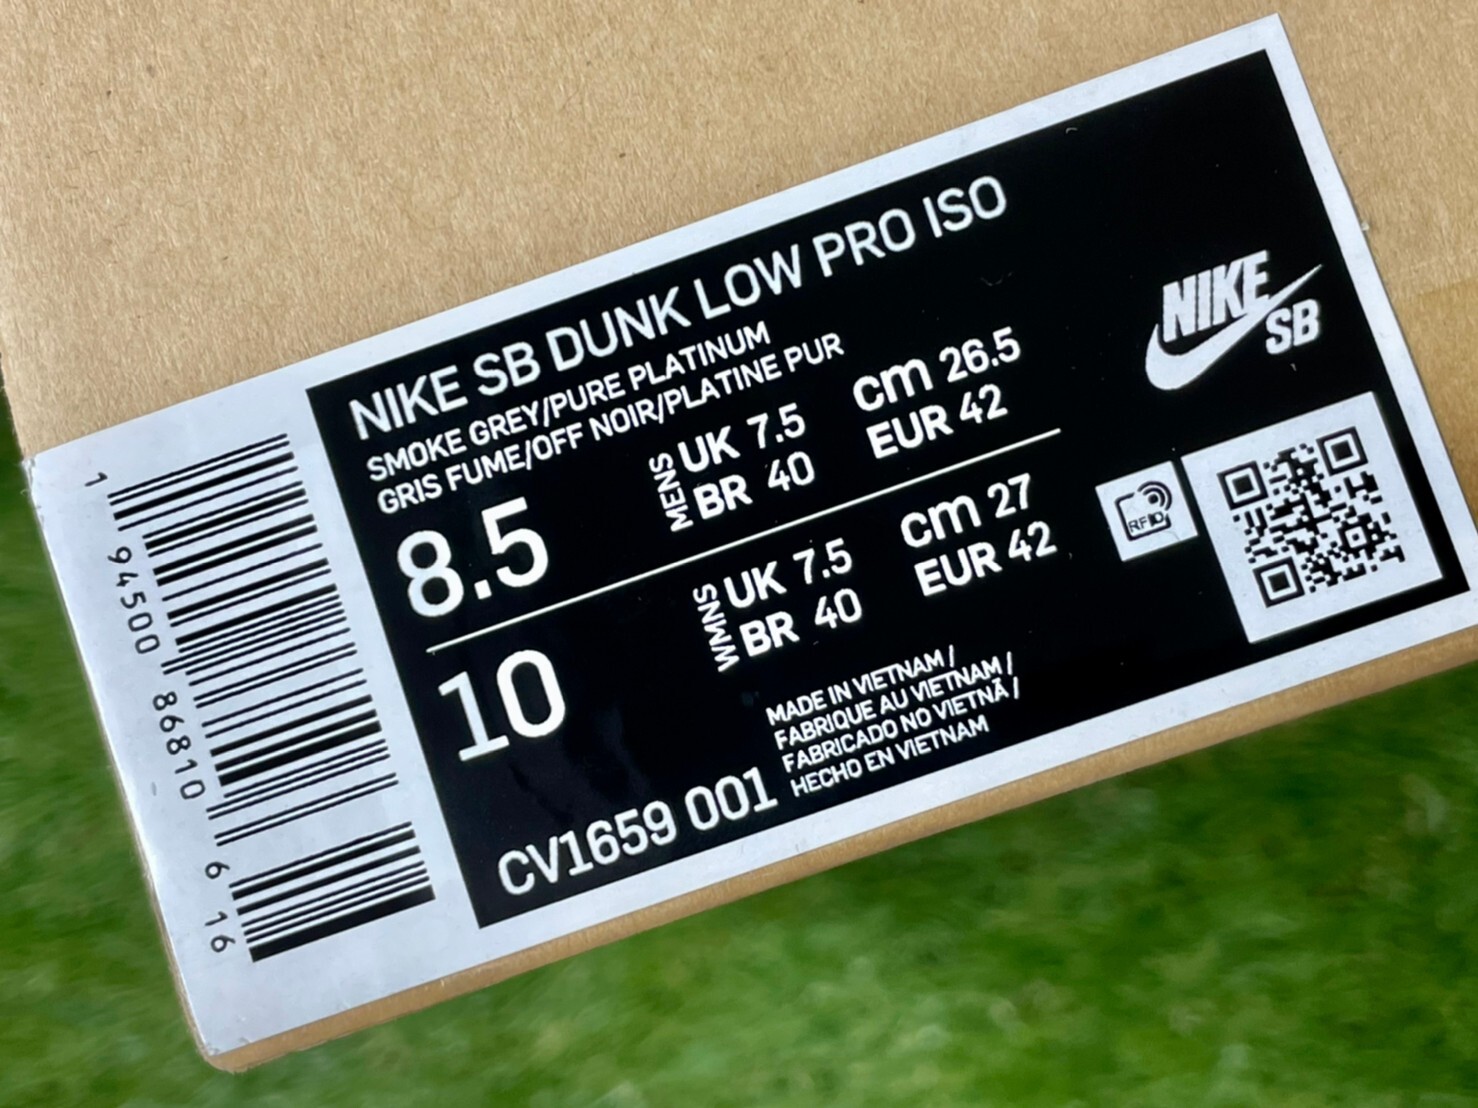 NIKE SB DUNK LOW PRO ISO
SMOKE GREY/PURE PLATINUM
GRIS FUME/OFF NOIR/PLATINE PUR
8.5
MENS
UK 7.5
BR 40
cm 26.5
EUR 42
10
WMNS
UK 7.5
BR 40
cm 27
EUR 42
CV1659 001
MADE IN VIETNAM /
FABRIQUE AU VIETNAM /
FABRICADO NO VIETNÃ /
HECHO EN VIETNAM
NIKE
SB
RFID
1 94500 86810 6 16